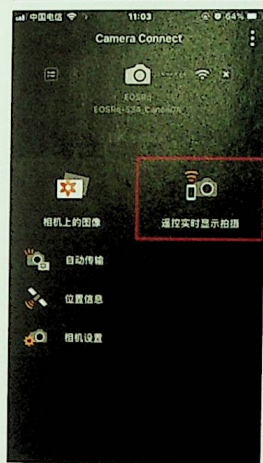 中国电信 11:03 64%
Camera Connect
EOSR6
相机上的图像 遥控实时显示拍摄
自动传输
位置信息
相机设置